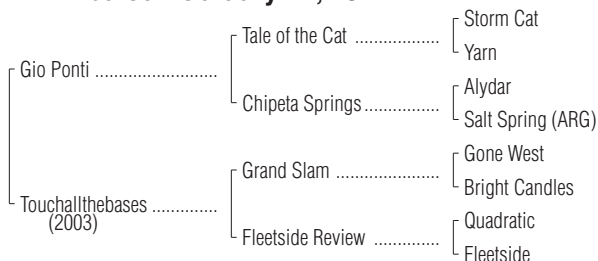 Storm Cat
Tale of the Cat ..................
Yarn
Gio Ponti ..........................
Alydar
Chipeta Springs ................
Salt Spring (ARG)
Gone West
Grand Slam ......................
Bright Candles
Touchallthebases ..............
(2003)
Quadratic
Fleetside Review ..............
Fleetside